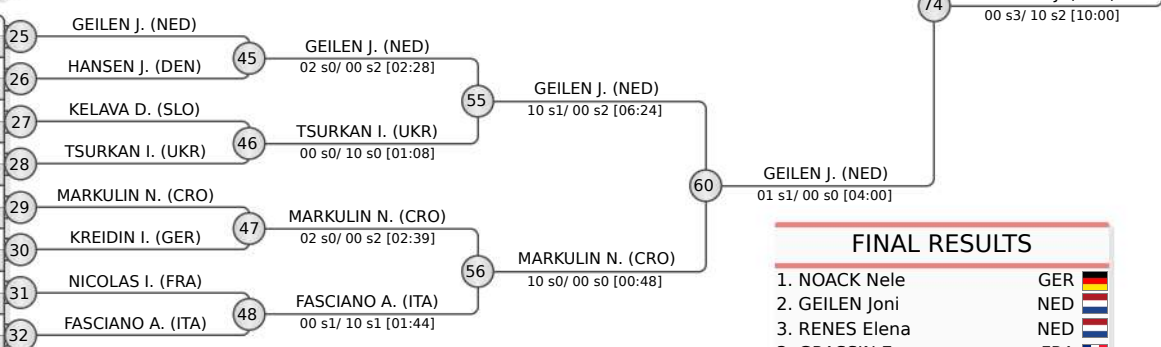 74
00 s3/ 10 s2 [10:00]
25
GEILEN J. (NED)
26
HANSEN J. (DEN)
45
GEILEN J. (NED)
02 s0/ 00 s2 [02:28]
27
KELAVA D. (SLO)
28
TSURKAN I. (UKR)
46
TSURKAN I. (UKR)
00 s0/ 10 s0 [01:08]
55
GEILEN J. (NED)
10 s1/ 00 s2 [06:24]
29
MARKULIN N. (CRO)
30
KREIDIN I. (GER)
47
MARKULIN N. (CRO)
02 s0/ 00 s2 [02:39]
31
NICOLAS I. (FRA)
32
FASCIANO A. (ITA)
48
FASCIANO A. (ITA)
00 s1/ 10 s1 [01:44]
56
MARKULIN N. (CRO)
10 s0/ 00 s0 [00:48]
60
GEILEN J. (NED)
01 s1/ 00 s0 [04:00]
FINAL RESULTS
1. NOACK Nele GER
2. GEILEN Joni NED
3. RENES Elena NED